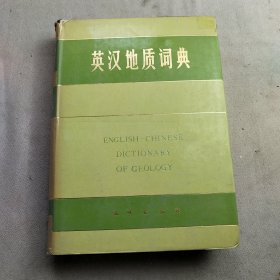 英汉地质词典
ENGLISH-CHINESE
DICTIONARY
OF GEOLOGY